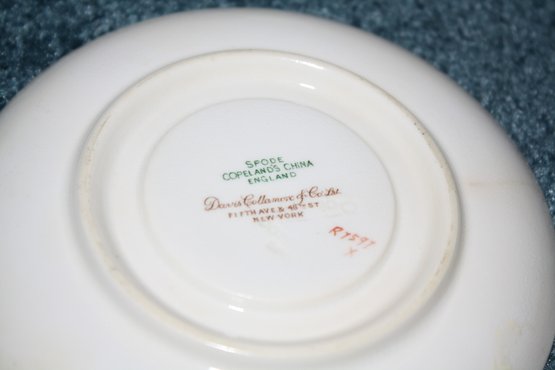 SPODE
COPELAND'S CHINA
ENGLAND
Davis Collamore & Co. Ltd.
FIFTH AVE & 48TH ST
NEW YORK
R7597
X